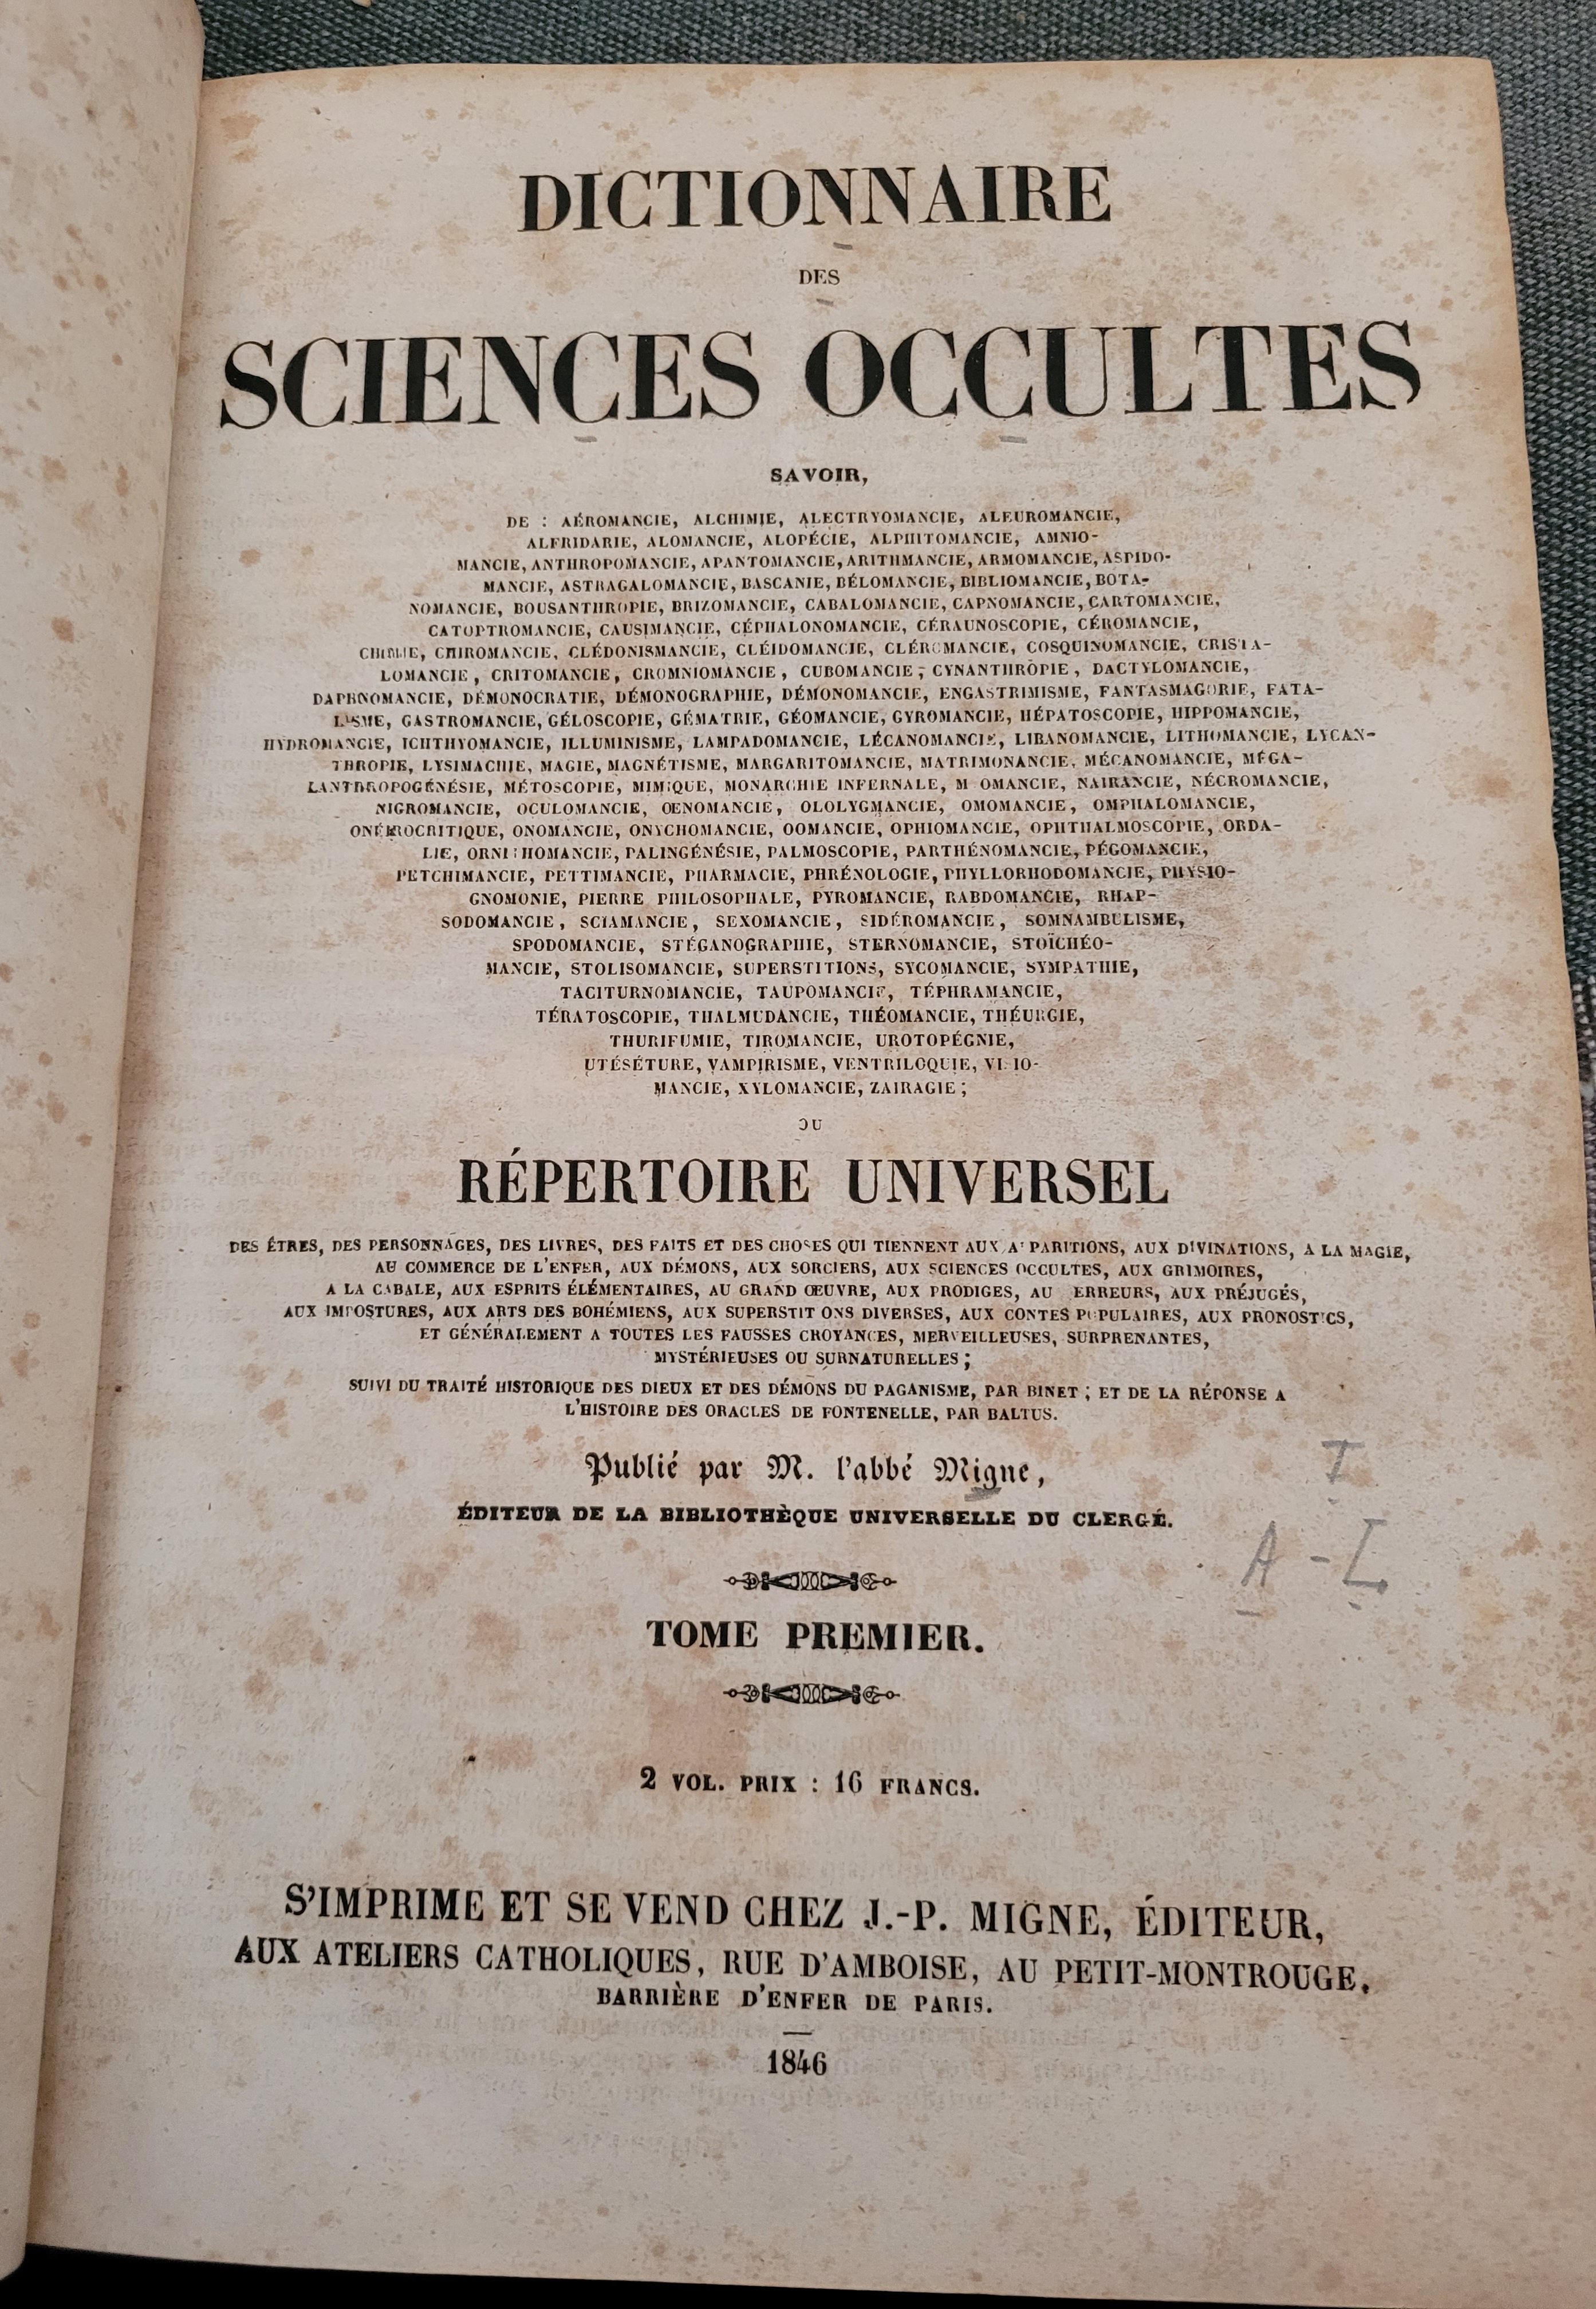 DICTIONNAIRE
DES
SCIENCES OCCULTES
SAVOIR,
DE : AÉROMANCIE, ALCHIMIE, ALECTRYOMANCIE, ALEUROMANCIE,
ALFRIDARIE, ALOMANCIE, ALOPÉCIE, ALPHITOMANCIE, AMNIO-
MANCIE, ANTHROPOMANCIE, APANTOMANCIE, ARITHMANCIE, ARMOMANCIE, ASPIDO-
MANCIE, ASTRAGALOMANCIE, BASCANIE, BÉLOMANCIE, BIBLIOMANCIE, BOTA-
NOMANCIE, BOUSANTHROPIE, BRIZOMANCIE, CABALOMANCIE, CAPNOMANCIE, CARTOMANCIE,
CATOPTROMANCIE, CAUSIMANCIE, CÉPHALONOMANCIE, CÉRAUNOSCOPIE, CÉROMANCIE,
CHIMIE, CHIROMANCIE, CLÉDONISMANCIE, CLÉIDOMANCIE, CLÉROMANCIE, COSQUINOMANCIE, CRISTA-
LOMANCIE, CRITOMANCIE, CROMNIOMANCIE, CUBOMANCIE, CYNANTHROPIE, DACTYLOMANCIE,
DAPHNOMANCIE, DÉMONOCRATIE, DÉMONOGRAPHIE, DÉMONOMANCIE, ENGASTRIMISME, FANTASMAGORIE, FATA-
LISME, GASTROMANCIE, GÉLOSCOPIE, GÉMATRIE, GÉOMANCIE, GYROMANCIE, HÉPATOSCOPIE, HIPPOMANCIE,
HYDROMANCIE, ICHTHYOMANCIE, ILLUMINISME, LAMPADOMANCIE, LÉCANOMANCIE, LIBANOMANCIE, LITHOMANCIE, LYCAN-
THROPIE, LYSIMACHIE, MAGIE, MAGNÉTISME, MARGARITOMANCIE, MATRIMONANCIE, MÉCANOMANCIE, MÉGA-
LANTHROPOGÉNÉSIE, MÉTOSCOPIE, MIMIQUE, MONARCHIE INFERNALE, M OMANCIE, NAIRANCIE, NÉCROMANCIE,
NIGROMANCIE, OCULOMANCIE, ŒNOMANCIE, OLOLYGMANCIE, OMOMANCIE, OMPHALOMANCIE,
ONÉIROCRITIQUE, ONOMANCIE, ONYCHOMANCIE, OOMANCIE, OPHIOMANCIE, OPHTHALMOSCOPIE, ORDA-
LIE, ORNITHOMANCIE, PALINGÉNÉSIE, PALMOSCOPIE, PARTHÉNOMANCIE, PÉGOMANCIE,
PETCHIMANCIE, PETTIMANCIE, PHARMACIE, PHRÉNOLOGIE, PHYLLORHODOMANCIE, PHYSIO-
GNOMONIE, PIERRE PHILOSOPHALE, PYROMANCIE, RABDOMANCIE, RHAP-
SODOMANCIE, SCIAMANCIE, SEXOMANCIE, SIDÉROMANCIE, SOMNAMBULISME,
SPODOMANCIE, STÉGANOGRAPHIE, STERNOMANCIE, STOÏCHÉO-
MANCIE, STOLISOMANCIE, SUPERSTITIONS, SYCOMANCIE, SYMPATHIE,
TACITURNOMANCIE, TAUPOMANCIE, TÉPHRAMANCIE,
TÉRATOSCOPIE, THALMUDANCIE, THÉOMANCIE, THÉURGIE,
THURIFUMIE, TIROMANCIE, UROTOPÉGNIE,
UTÉSÉTURE, VAMPIRISME, VENTRILOQUIE, VI IO-
MANCIE, XYLOMANCIE, ZAIRAGIE ;
OU
RÉPERTOIRE UNIVERSEL
DES ÊTRES, DES PERSONNAGES, DES LIVRES, DES FAITS ET DES CHOSES QUI TIENNENT AUX APPARITIONS, AUX DIVINATIONS, A LA MAGIE,
AU COMMERCE DE L'ENFER, AUX DÉMONS, AUX SORCIERS, AUX SCIENCES OCCULTES, AUX GRIMOIRES,
A LA CABALE, AUX ESPRITS ÉLÉMENTAIRES, AU GRAND ŒUVRE, AUX PRODIGES, AU ERREURS, AUX PRÉJUGÉS,
AUX IMPOSTURES, AUX ARTS DES BOHÉMIENS, AUX SUPERSTIT ONS DIVERSES, AUX CONTES POPULAIRES, AUX PRONOSTICS,
ET GÉNÉRALEMENT A TOUTES LES FAUSSES CROYANCES, MERVEILLEUSES, SURPRENANTES,
MYSTÉRIEUSES OU SURNATURELLES ;
SUIVI DU TRAITÉ HISTORIQUE DES DIEUX ET DES DÉMONS DU PAGANISME, PAR BINET ; ET DE LA RÉPONSE A
L'HISTOIRE DES ORACLES DE FONTENELLE, PAR BALTUS.
Publié par M. l'abbé Migne,
ÉDITEUR DE LA BIBLIOTHÈQUE UNIVERSELLE DU CLERGÉ.
I
A - L
TOME PREMIER.
2 VOL. PRIX : 16 FRANCS.
S'IMPRIME ET SE VEND CHEZ J.-P. MIGNE, ÉDITEUR,
AUX ATELIERS CATHOLIQUES, RUE D'AMBOISE, AU PETIT-MONTROUGE,
BARRIÈRE D'ENFER DE PARIS.
1846